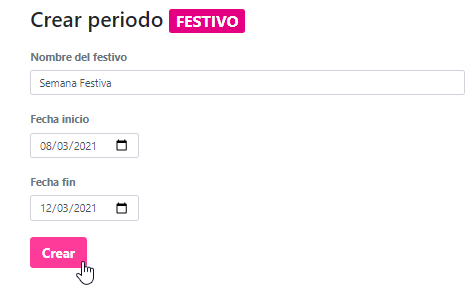 Crear periodo FESTIVO
Nombre del festivo
Semana Festiva
Fecha inicio
08/03/2021
Fecha fin
12/03/2021
Crear